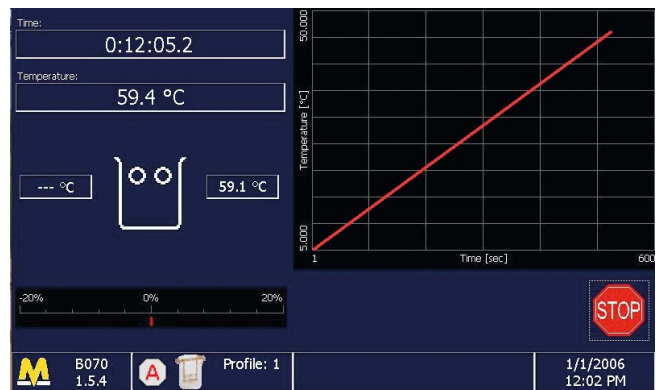 Time:
0:12:05.2
Temperature:
59.4 °C
--- °C
59.1 °C
-20%
0%
20%
50.000
Temperature [°C]
5.000
1
Time [sec]
600
STOP
B070
1.5.4
A
Profile: 1
1/1/2006
12:02 PM